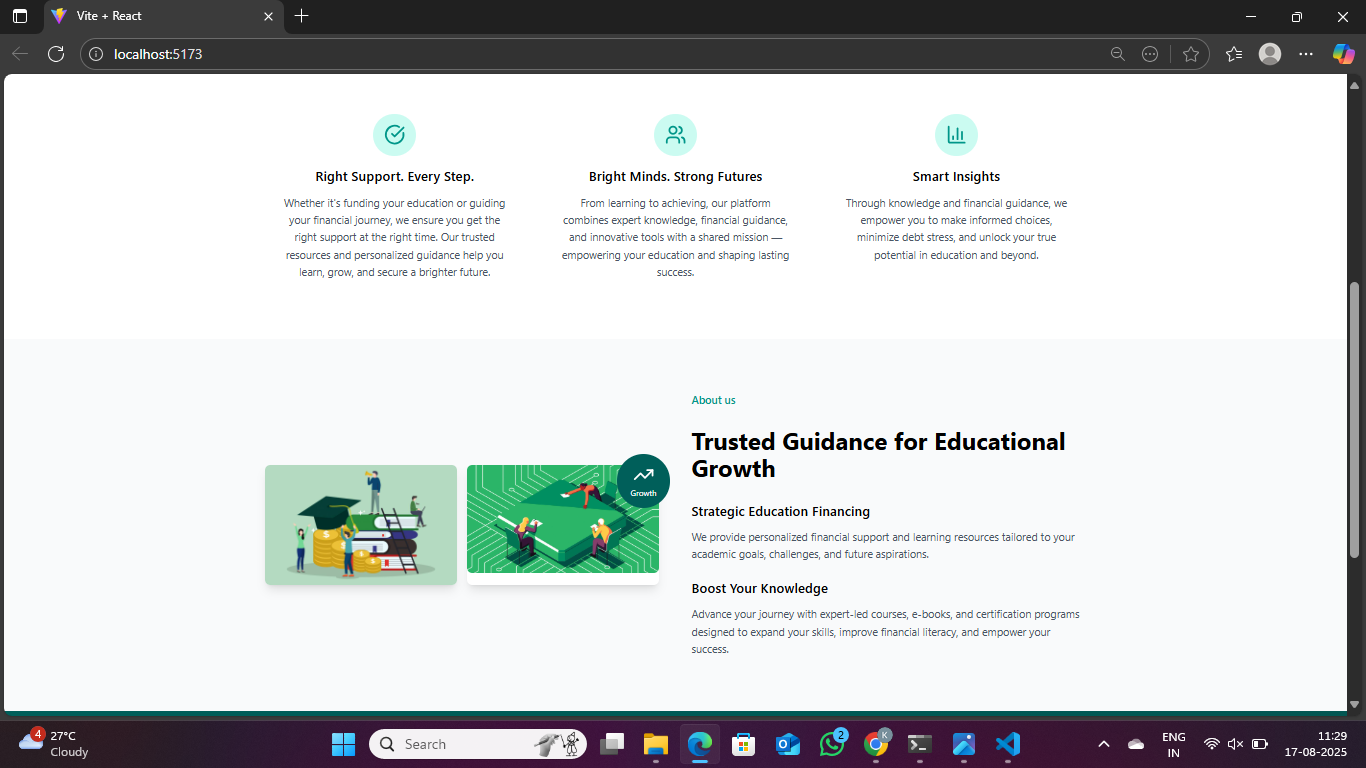 Vite + React
localhost:5173
Right Support. Every Step.
Whether it's funding your education or guiding
your financial journey, we ensure you get the
right support at the right time. Our trusted
resources and personalized guidance help you
learn, grow, and secure a brighter future.
Bright Minds. Strong Futures
From learning to achieving, our platform
combines expert knowledge, financial guidance,
and innovative tools with a shared mission —
empowering your education and shaping lasting
success.
Smart Insights
Through knowledge and financial guidance, we
empower you to make informed choices,
minimize debt stress, and unlock your true
potential in education and beyond.
Growth
About us
Trusted Guidance for Educational
Growth
Strategic Education Financing
We provide personalized financial support and learning resources tailored to your
academic goals, challenges, and future aspirations.
Boost Your Knowledge
Advance your journey with expert-led courses, e-books, and certification programs
designed to expand your skills, improve financial literacy, and empower your
success.
4
27°C
Cloudy
Search
2
K
ENG
IN
11:29
17-08-2025